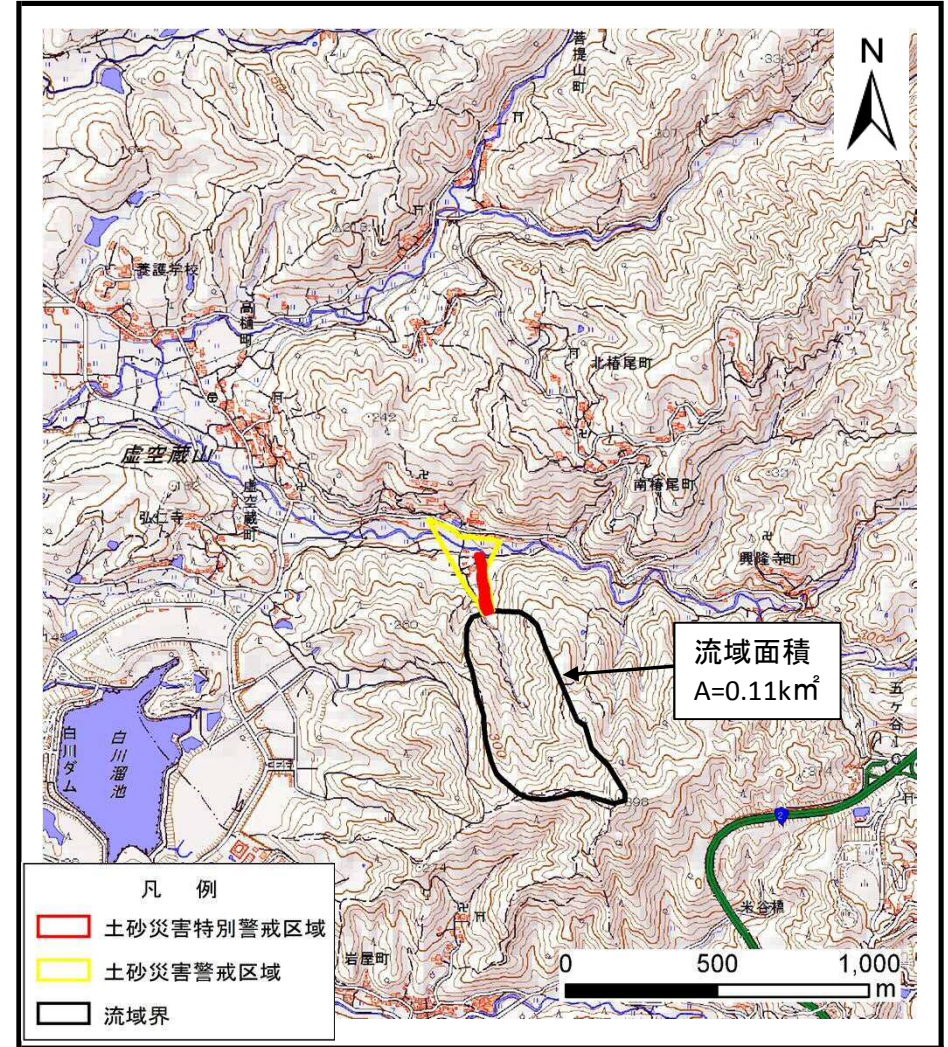 菩提山町
N
養護学校
高樋町
北椿尾町
242
虚空蔵山
虚空蔵町
南椿尾町
弘仁寺
興隆寺町
260
流域面積
A=0.11k㎡
五ケ谷
300
白川ダム
白川溜池
374
米谷橋
岩屋町
凡 例
土砂災害特別警戒区域
土砂災害警戒区域
流域界
0 500 1,000
m